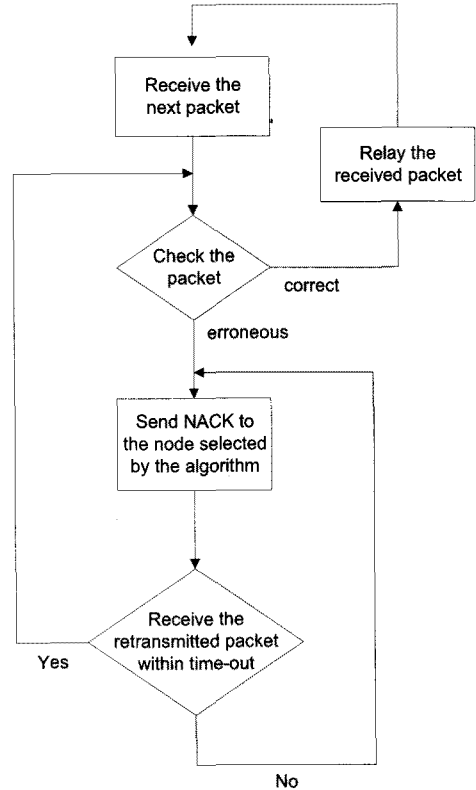 Receive the
next packet
Relay the
received packet
Check the
packet
correct
erroneous
Send NACK to
the node selected
by the algorithm
Receive the
retransmitted packet
within time-out
Yes
No